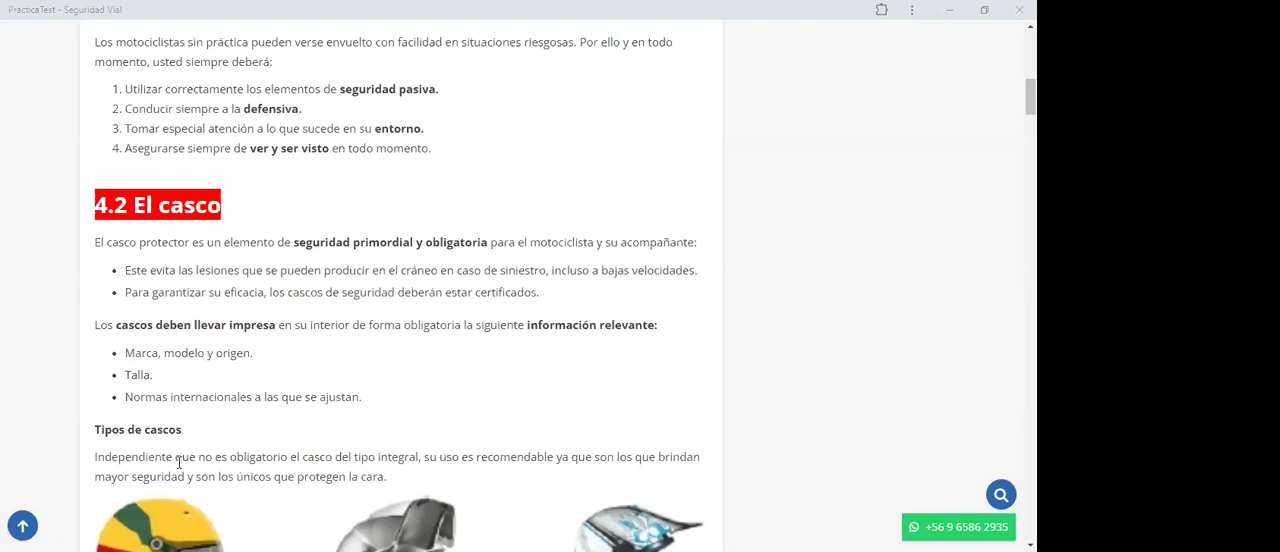 PracticaTest - Seguridad Vial
Los motociclistas sin práctica pueden verse envuelto con facilidad en situaciones riesgosas. Por ello y en todo
momento, usted siempre deberá:
1. Utilizar correctamente los elementos de seguridad pasiva.
2. Conducir siempre a la defensiva.
3. Tomar especial atención a lo que sucede en su entorno.
4. Asegurarse siempre de ver y ser visto en todo momento.
4.2 El casco
El casco protector es un elemento de seguridad primordial y obligatoria para el motociclista y su acompañante:
• Este evita las lesiones que se pueden producir en el cráneo en caso de siniestro, incluso a bajas velocidades.
• Para garantizar su eficacia, los cascos de seguridad deberán estar certificados.
Los cascos deben llevar impresa en su interior de forma obligatoria la siguiente información relevante:
• Marca, modelo y origen.
• Talla.
• Normas internacionales a las que se ajustan.
Tipos de cascos
Independiente que no es obligatorio el casco del tipo integral, su uso es recomendable ya que son los que brindan
mayor seguridad y son los únicos que protegen la cara.
+56 9 6586 2935